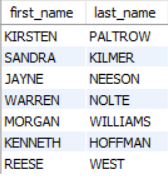 first_name last_name
KIRSTEN PALTROW
SANDRA KILMER
JAYNE NEESON
WARREN NOLTE
MORGAN WILLIAMS
KENNETH HOFFMAN
REESE WEST